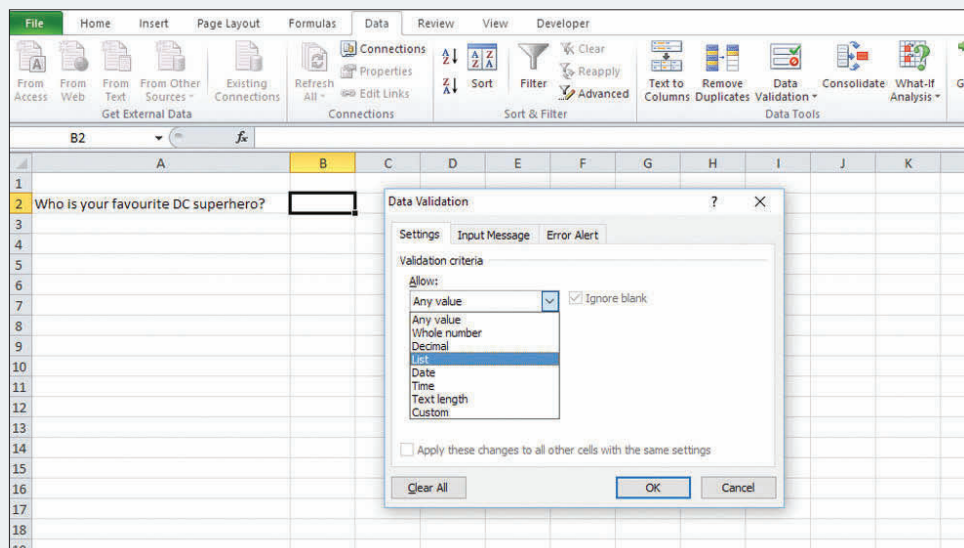 File Home Insert Page Layout Formulas Data Review View Developer
From Access From Web From Text From Other Sources Existing Connections
Get External Data
Refresh All Connections Properties Edit Links
Connections
A Z Z A Sort Filter Clear Reapply Advanced
Sort & Filter
Text to Columns Remove Duplicates Data Validation Consolidate What-If Analysis G
Data Tools
B2 fx
A B C D E F G H I J K
1
2 Who is your favourite DC superhero?
3
4
5
6
7
8
9
10
11
12
13
14
15
16
17
18
19
Data Validation ?
Settings Input Message Error Alert
Validation criteria
Allow:
Any value Ignore blank
Any value
Whole number
Decimal
List
Date
Time
Text length
Custom
Apply these changes to all other cells with the same settings
Clear All OK Cancel